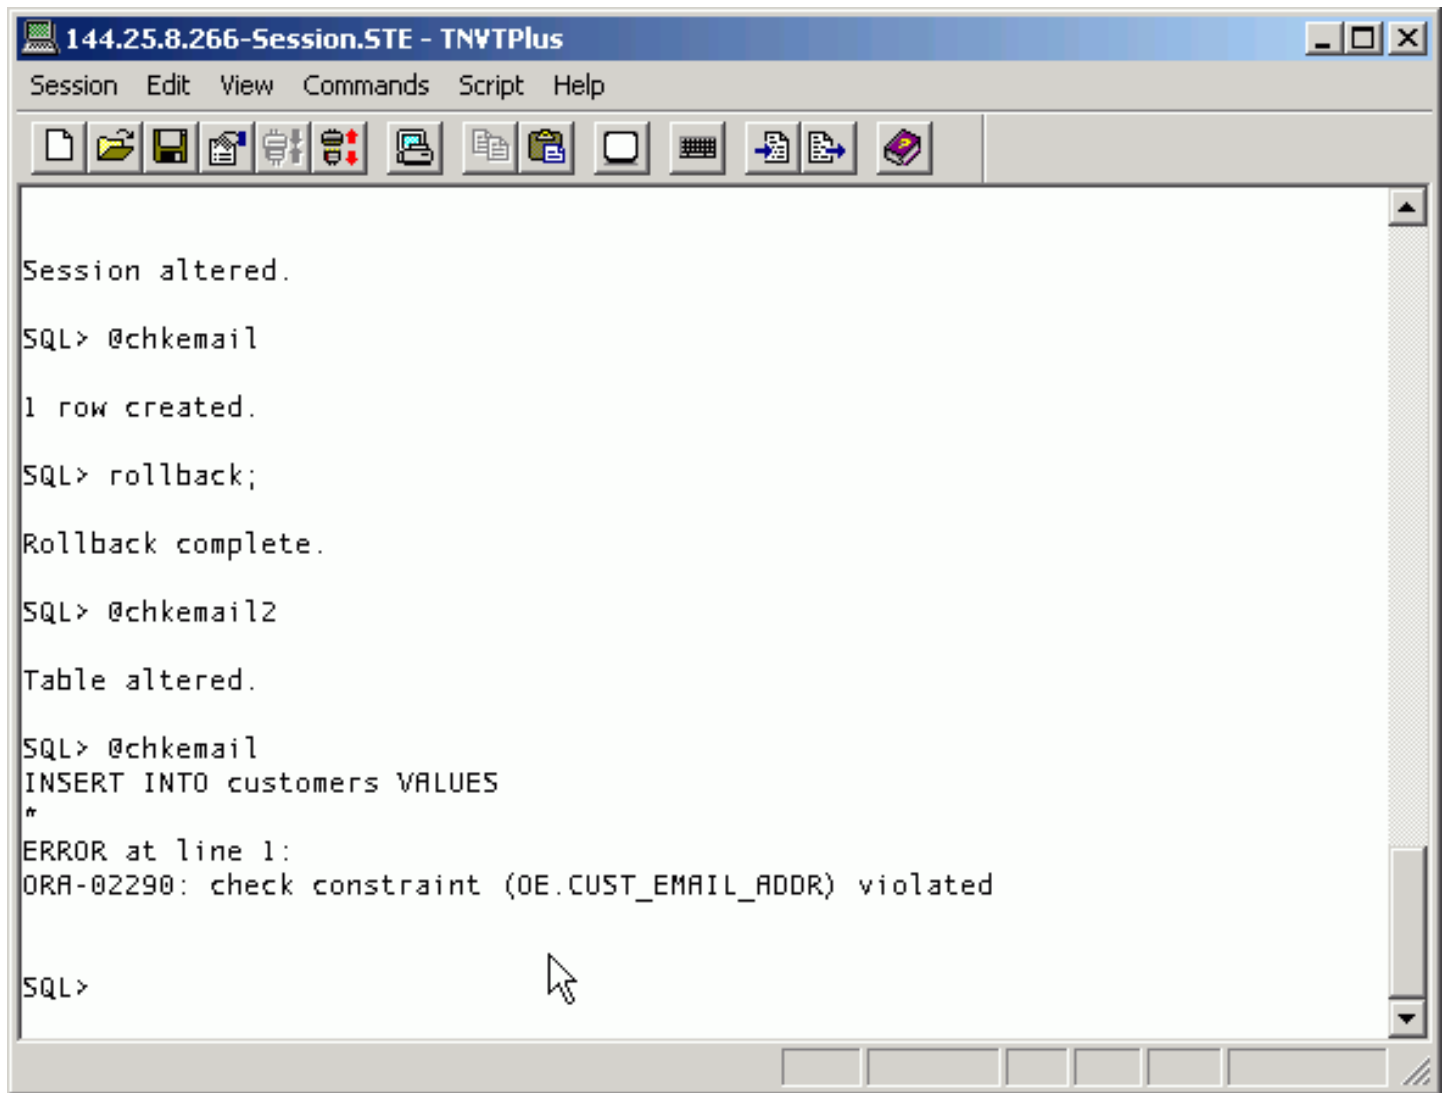 144.25.8.266-Session.STE - TNVTPlus
Session Edit View Commands Script Help
Session altered.
SQL> @chkemail
1 row created.
SQL> rollback;
Rollback complete.
SQL> @chkemail2
Table altered.
SQL> @chkemail
INSERT INTO customers VALUES
*
ERROR at line 1:
ORA-02290: check constraint (OE.CUST_EMAIL_ADDR) violated
SQL>